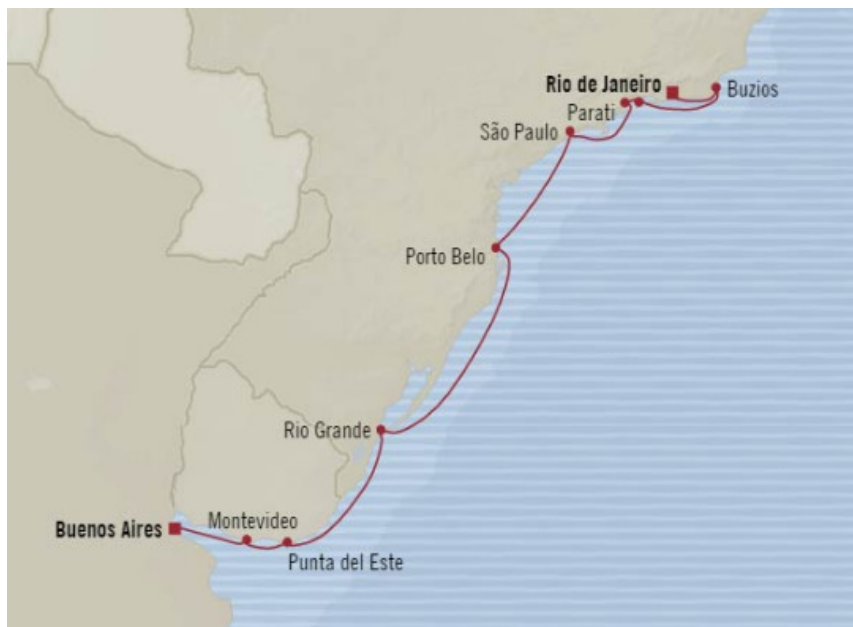 Rio de Janeiro
Buzios
Parati
São Paulo
Porto Belo
Rio Grande
Montevideo
Buenos Aires
Punta del Este